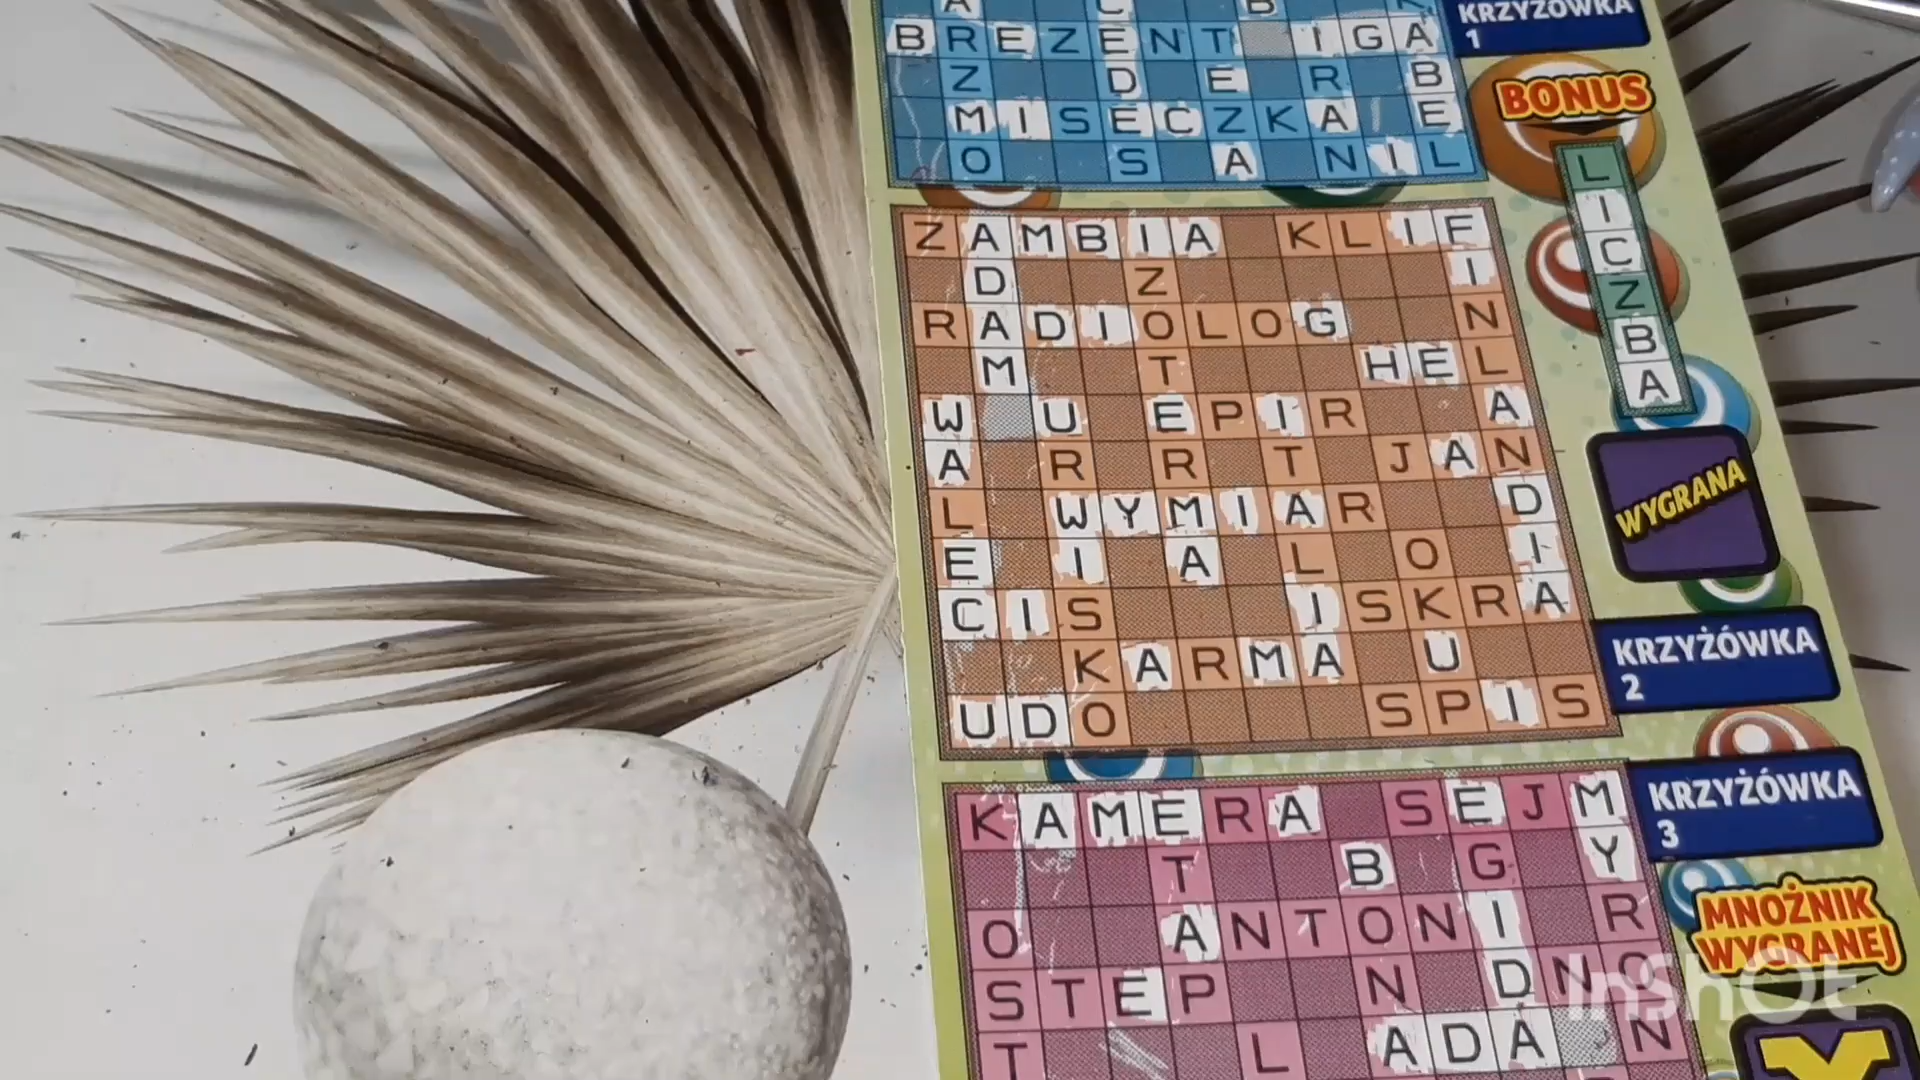 KRZYŻÓWKA
1
BREZENT IGA
Z D E R B
MISECZKA E
O S A NIL
BONUS
LICZBA
WYGRANA
ZAMBIA KLIF
D Z I
RADIOLOG N
M T HEL
W U EPIR A
A R R T JAN
L WYMIAR D
E I A L O I
CIS ISKRA
KARMA U
UDO SPIS
KRZYŻÓWKA
2
KAMERA SEJM
T B G Y
O ANTONI R
STEP N D NO
T L ADA N
KRZYŻÓWKA
3
MNOŻNIK
WYGRANEJ
InShOt